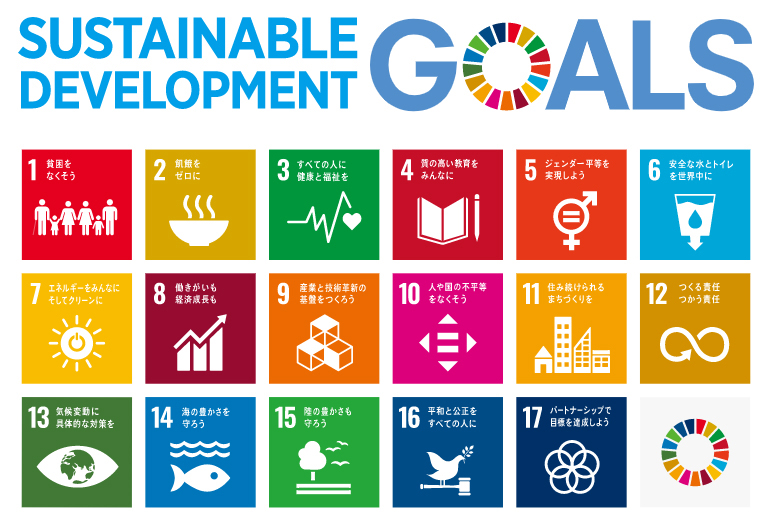 SUSTAINABLE
DEVELOPMENT
GOALS
1 貧困を
なくそう
2 飢餓を
ゼロに
3 すべての人に
健康と福祉を
4 質の高い教育を
みんなに
5 ジェンダー平等を
実現しよう
6 安全な水とトイレ
を世界中に
7 エネルギーをみんなに
そしてクリーンに
8 働きがいも
経済成長も
9 産業と技術革新の
基盤をつくろう
10 人や国の不平等
をなくそう
11 住み続けられる
まちづくりを
12 つくる責任
つかう責任
13 気候変動に
具体的な対策を
14 海の豊かさを
守ろう
15 陸の豊かさも
守ろう
16 平和と公正を
すべての人に
17 パートナーシップで
目標を達成しよう